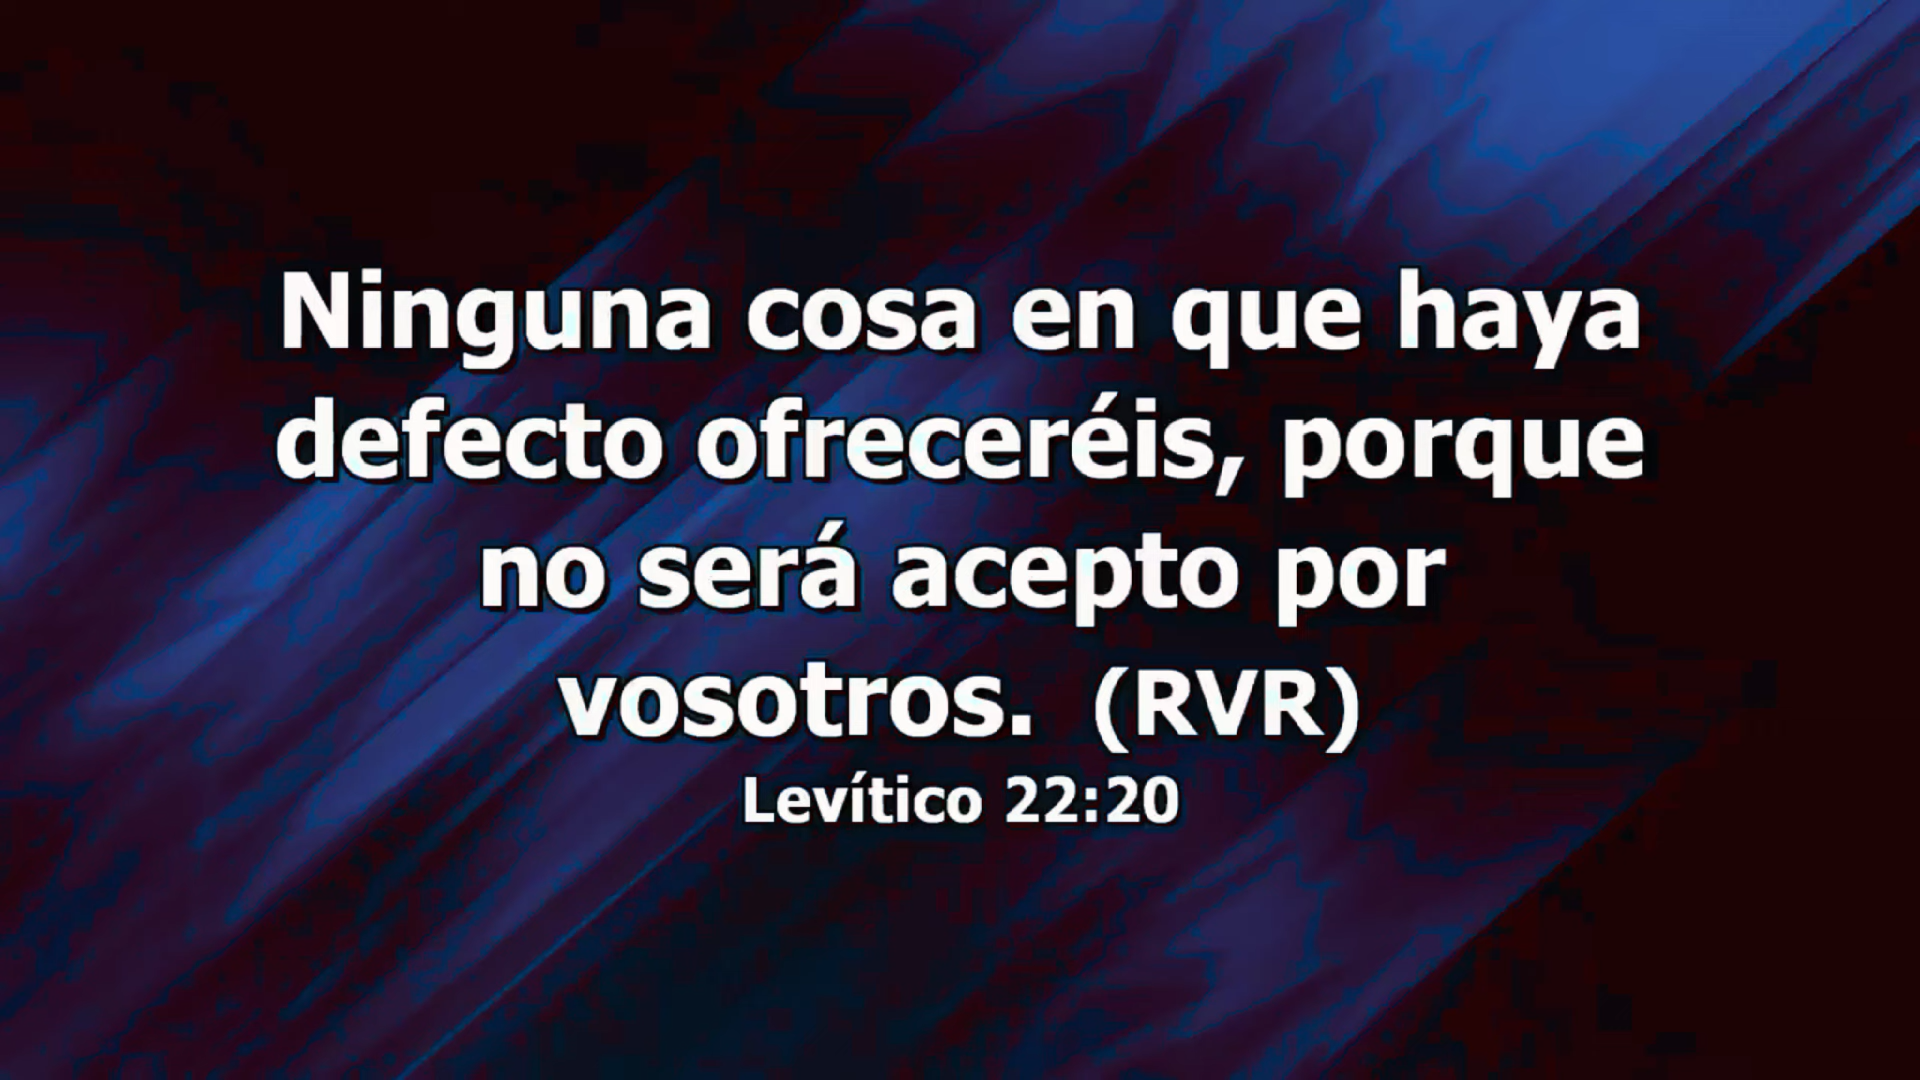 Ninguna cosa en que haya
defecto ofreceréis, porque
no será acepto por
vosotros. (RVR)
Levítico 22:20